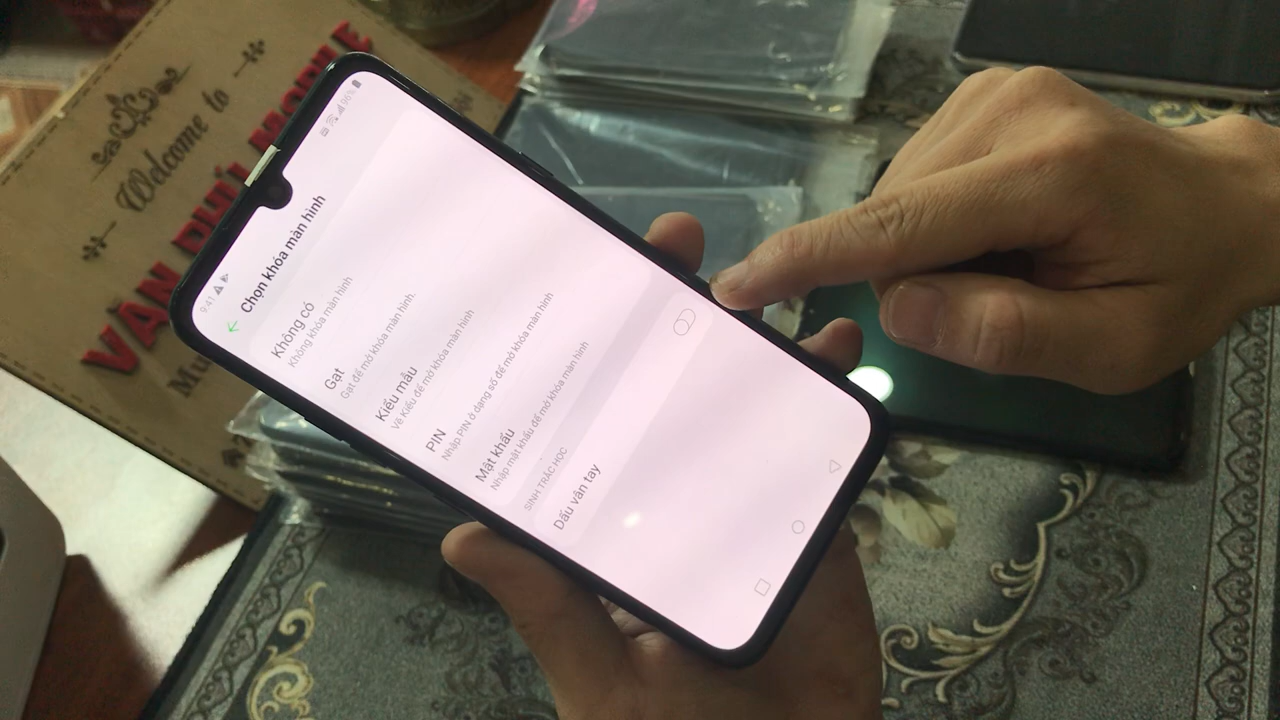 Welcome to
VĂN PHÚ MOBILE
Mu
9:41
96%
Chọn khóa màn hình
Không có
Không khóa màn hình
Gạt
Gạt để mở khóa màn hình
Kiểu mẫu
Vẽ Kiểu để mở khóa màn hình
PIN
Nhập PIN ở dạng số để mở khóa màn hình
Mật khẩu
Nhập mật khẩu để mở khóa màn hình
SINH TRẮC HỌC
Dấu vân tay